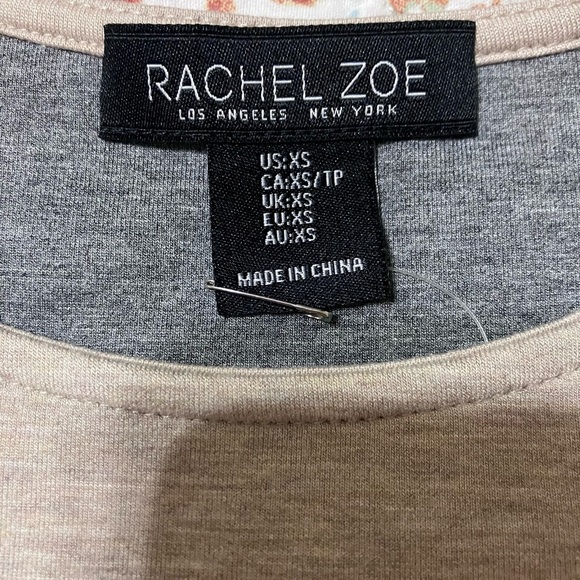 RACHEL ZOE
LOS ANGELES NEW YORK
US:XS
CA:XS/TP
UK:XS
EU:XS
AU:XS
MADE IN CHINA